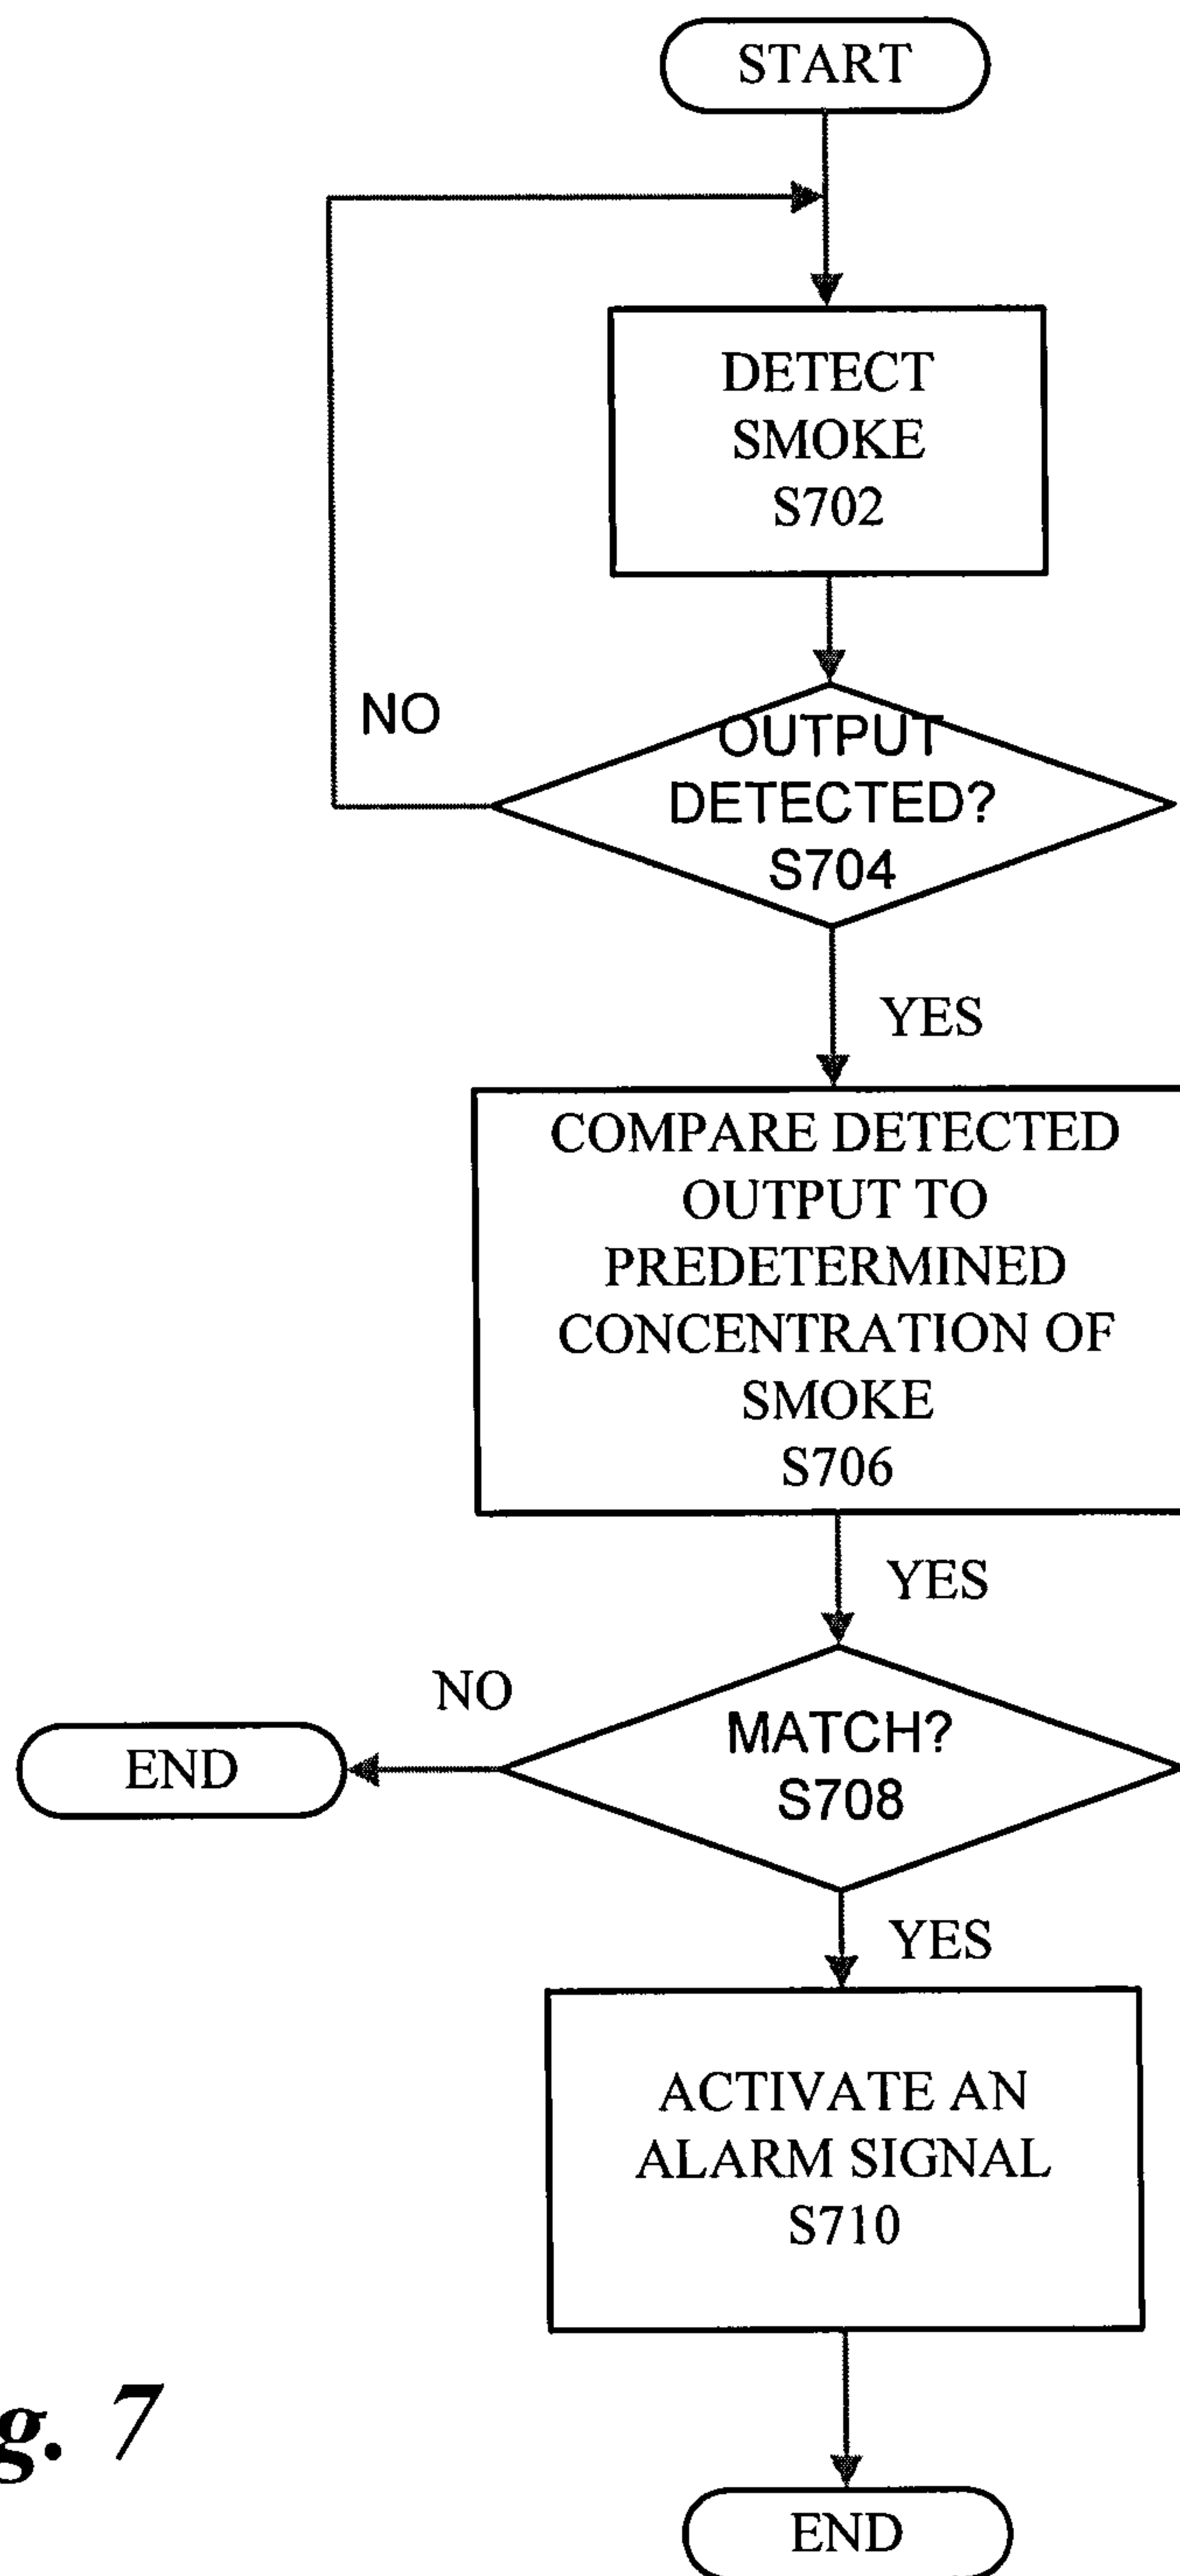 START
DETECT
SMOKE
S702
NO
OUTPUT
DETECTED?
S704
YES
COMPARE DETECTED
OUTPUT TO
PREDETERMINED
CONCENTRATION OF
SMOKE
S706
YES
NO
MATCH?
S708
END
YES
ACTIVATE AN
ALARM SIGNAL
S710
g. 7
END